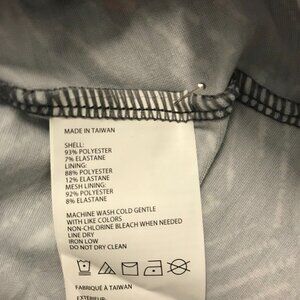 MADE IN TAIWAN
SHELL:
93% POLYESTER
7% ELASTANE
LINING:
88% POLYESTER
12% ELASTANE
MESH LINING:
92% POLYESTER
8% ELASTANE
MACHINE WASH COLD GENTLE
WITH LIKE COLORS
NON-CHLORINE BLEACH WHEN NEEDED
LINE DRY
IRON LOW
DO NOT DRY CLEAN
FABRIQUÉ À TAIWAN
EXTÉRIEUR: